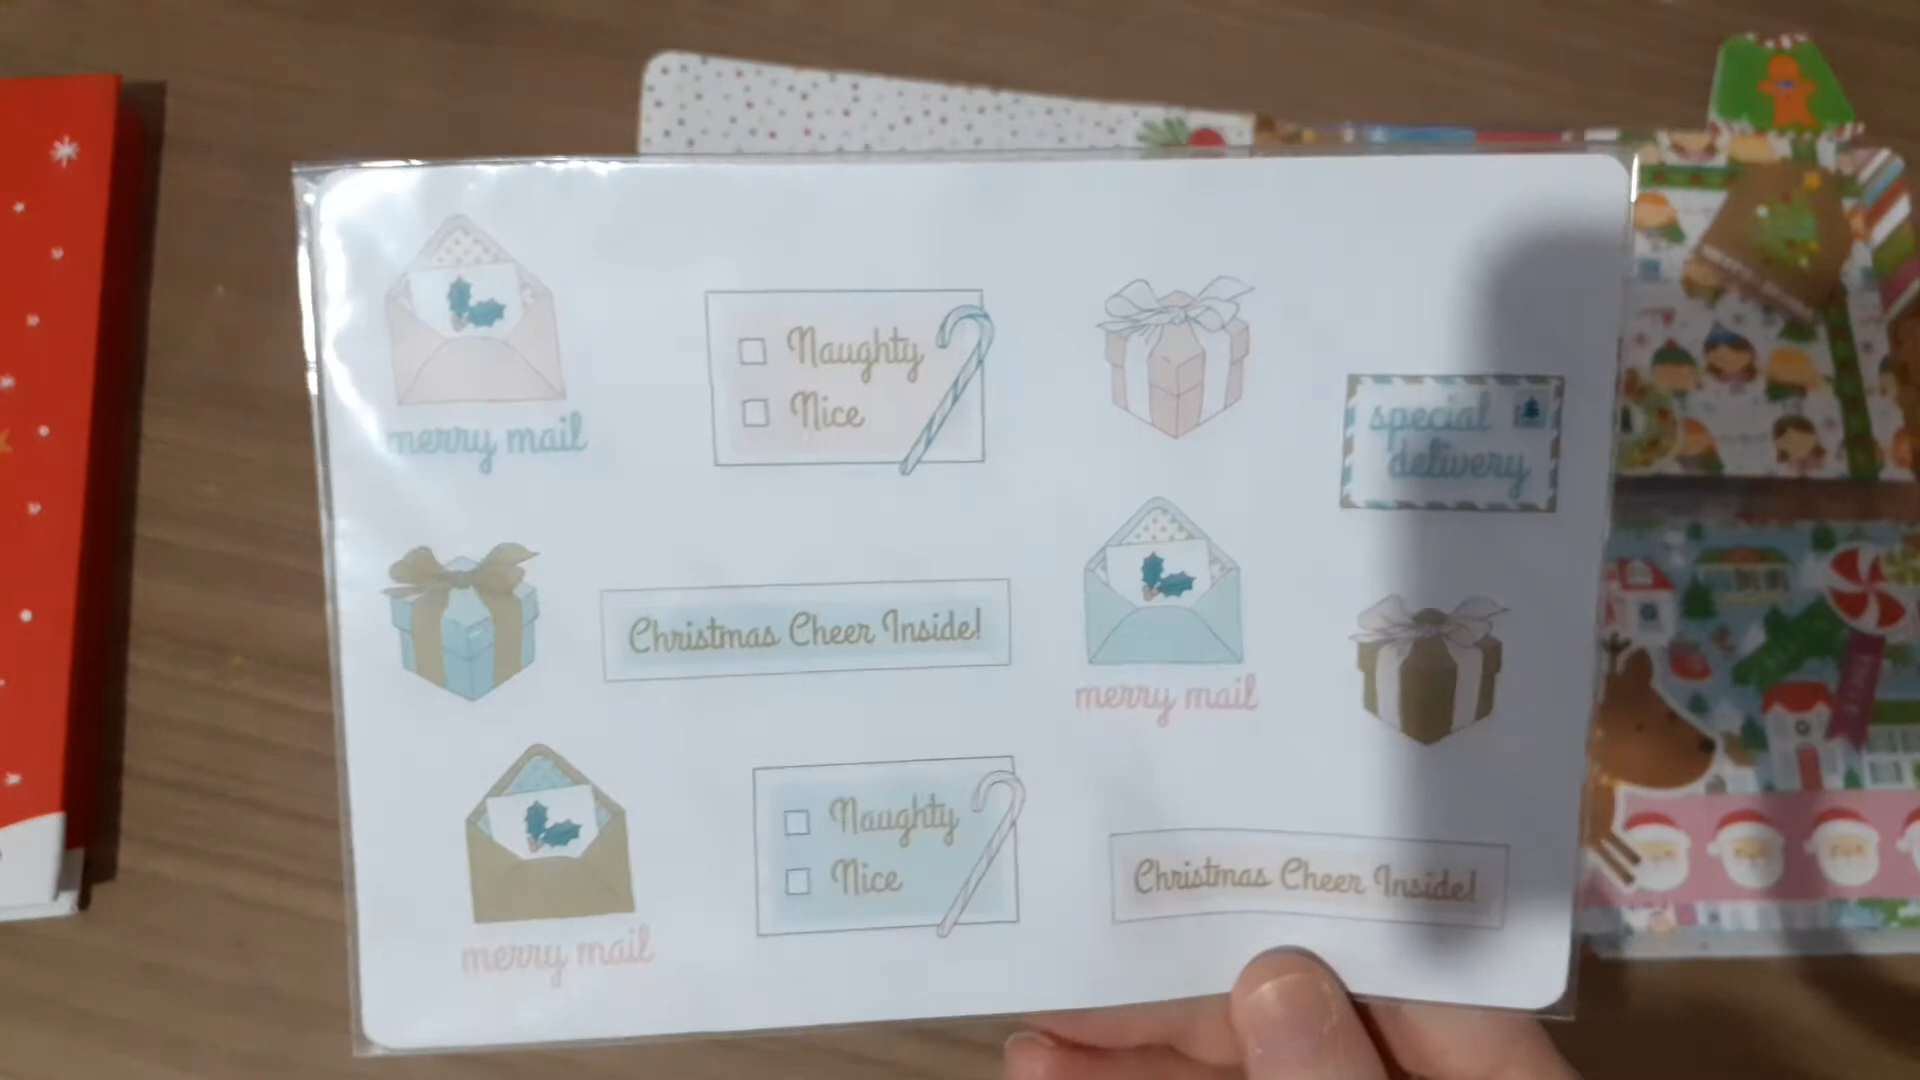 merry mail
Naughty
Nice
special
delivery
Christmas Cheer Inside!
merry mail
merry mail
Naughty
Nice
Christmas Cheer Inside!